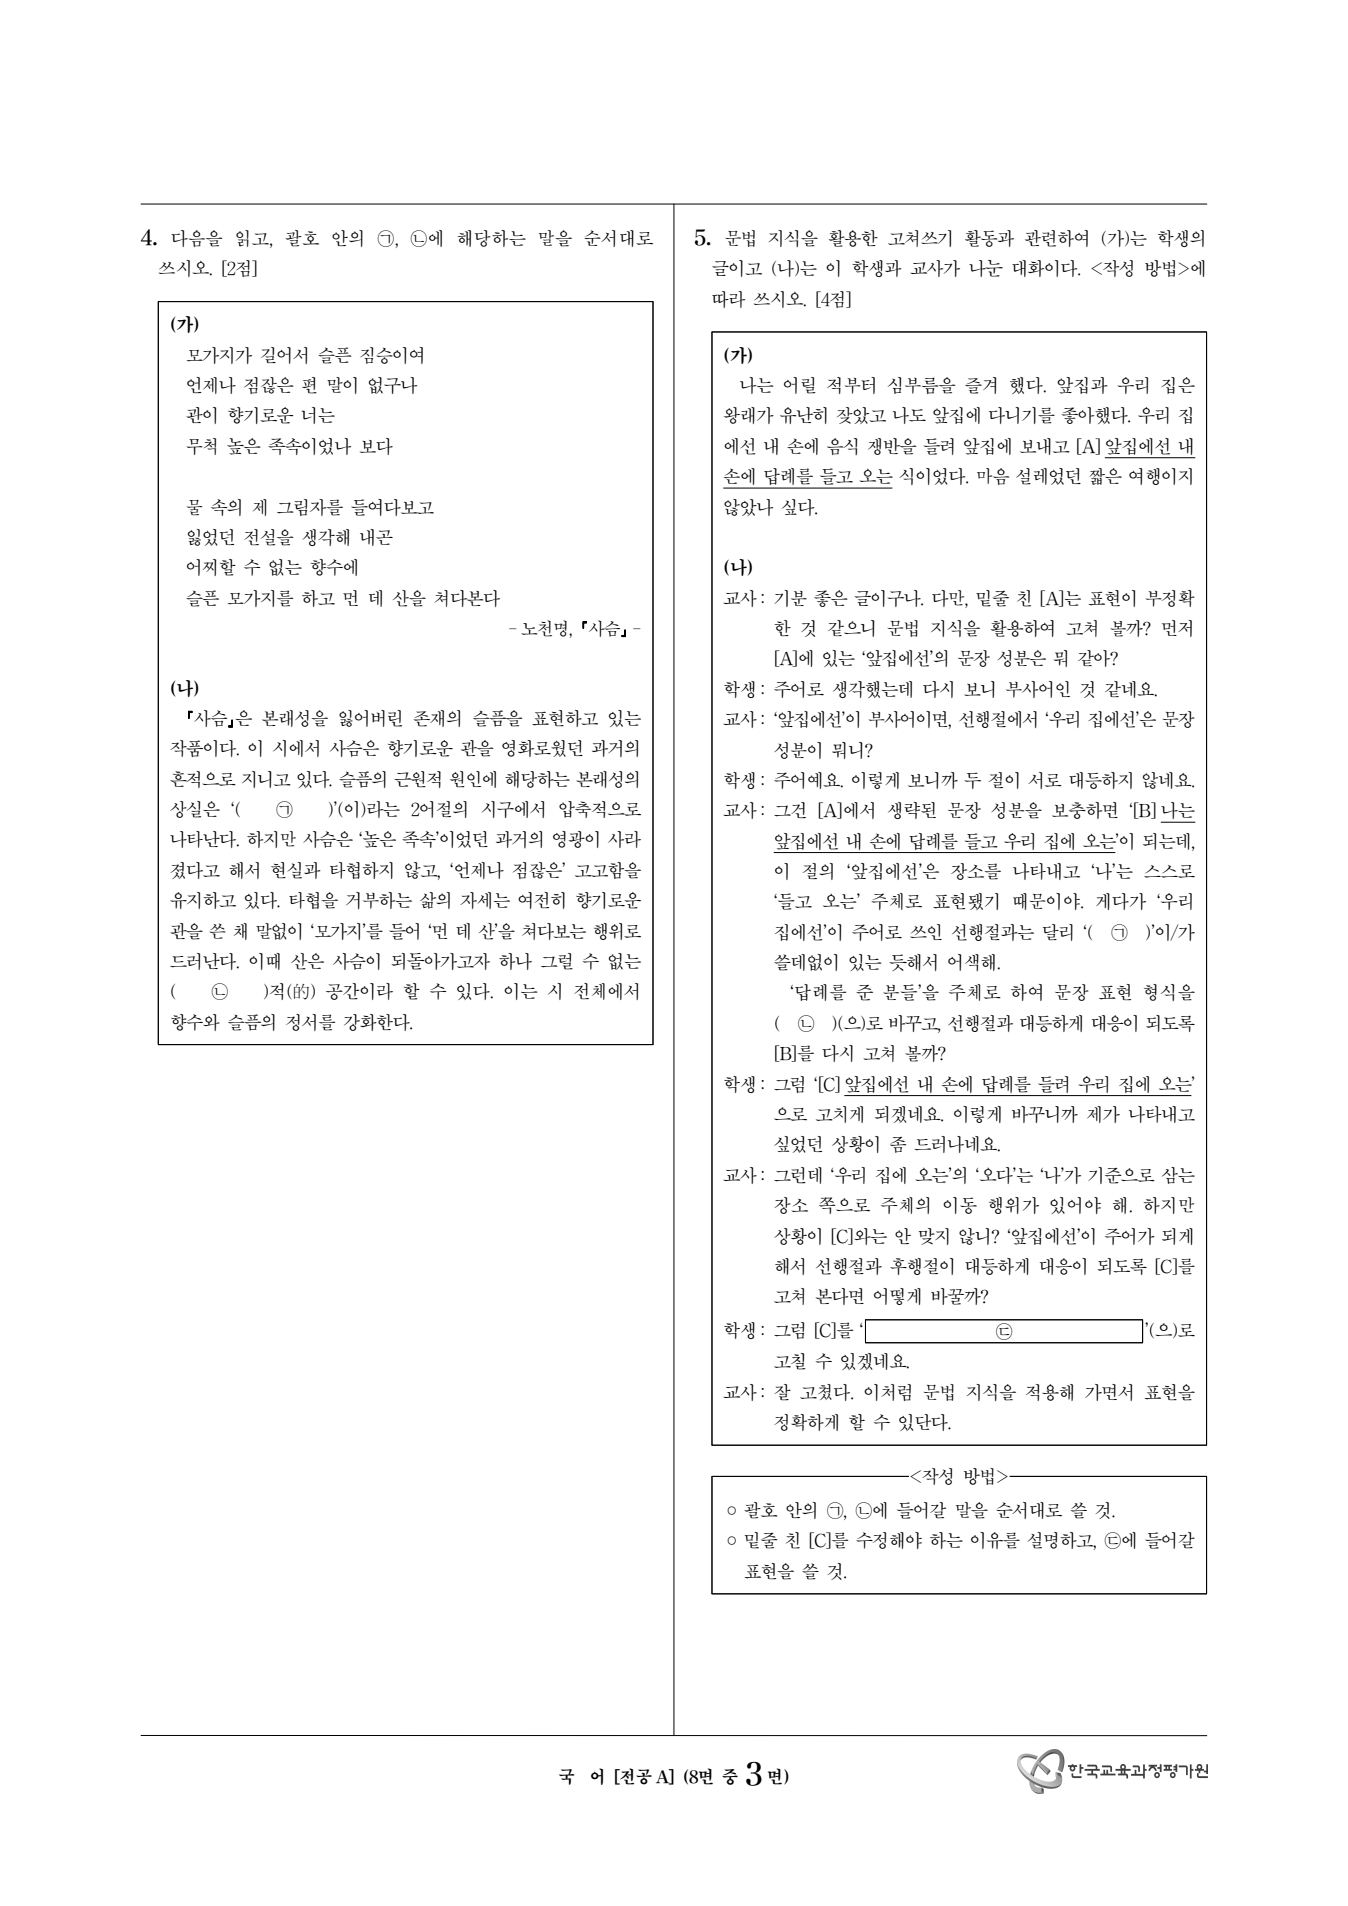 4. 다음을 읽고, 괄호 안의 ㉠, ㉡에 해당하는 말을 순서대로
쓰시오. [2점]
(가)
모가지가 길어서 슬픈 짐승이여
언제나 점잖은 편 말이 없구나
관이 향기로운 너는
무척 높은 족속이었나 보다
물 속의 제 그림자를 들여다보고
잃었던 전설을 생각해 내곤
어찌할 수 없는 향수에
슬픈 모가지를 하고 먼 데 산을 쳐다본다
- 노천명, 『사슴』 -
(나)
『사슴』은 본래성을 잃어버린 존재의 슬픔을 표현하고 있는
작품이다. 이 시에서 사슴은 향기로운 관을 영화로웠던 과거의
흔적으로 지니고 있다. 슬픔의 근원적 원인에 해당하는 본래성의
상실은 ‘( ㉠ )’(이)라는 2어절의 시구에서 압축적으로
나타난다. 하지만 사슴은 ‘높은 족속’이었던 과거의 영광이 사라
졌다고 해서 현실과 타협하지 않고, ‘언제나 점잖은’ 고고함을
유지하고 있다. 타협을 거부하는 삶의 자세는 여전히 향기로운
관을 쓴 채 말없이 ‘모가지’를 들어 ‘먼 데 산’을 쳐다보는 행위로
드러난다. 이때 산은 사슴이 되돌아가고자 하나 그럴 수 없는
( ㉡ )적(的) 공간이라 할 수 있다. 이는 시 전체에서
향수와 슬픔의 정서를 강화한다.
5. 문법 지식을 활용한 고쳐쓰기 활동과 관련하여 (가)는 학생의
글이고 (나)는 이 학생과 교사가 나눈 대화이다. <작성 방법>에
따라 쓰시오. [4점]
(가)
나는 어릴 적부터 심부름을 즐겨 했다. 앞집과 우리 집은
왕래가 유난히 잦았고 나도 앞집에 다니기를 좋아했다. 우리 집
에선 내 손에 음식 쟁반을 들려 앞집에 보내고 [A] 앞집에선 내
손에 답례를 들고 오는 식이었다. 마음 설레었던 짧은 여행이지
않았나 싶다.
(나)
교사 : 기분 좋은 글이구나. 다만, 밑줄 친 [A]는 표현이 부정확
한 것 같으니 문법 지식을 활용하여 고쳐 볼까? 먼저
[A]에 있는 ‘앞집에선’의 문장 성분은 뭐 같아?
학생 : 주어로 생각했는데 다시 보니 부사어인 것 같네요.
교사 : ‘앞집에선’이 부사어이면, 선행절에서 ‘우리 집에선’은 문장
성분이 뭐니?
학생 : 주어예요. 이렇게 보니까 두 절이 서로 대등하지 않네요.
교사 : 그건 [A]에서 생략된 문장 성분을 보충하면 ‘[B] 나는
앞집에선 내 손에 답례를 들고 우리 집에 오는’이 되는데,
이 절의 ‘앞집에선’은 장소를 나타내고 ‘나’는 스스로
‘들고 오는’ 주체로 표현됐기 때문이야. 게다가 ‘우리
집에선’이 주어로 쓰인 선행절과는 달리 ‘( ㉠ )’이/가
쓸데없이 있는 듯해서 어색해.
‘답례를 준 분들’을 주체로 하여 문장 표현 형식을
( ㉡ )(으)로 바꾸고, 선행절과 대등하게 대응이 되도록
[B]를 다시 고쳐 볼까?
학생 : 그럼 ‘[C] 앞집에선 내 손에 답례를 들려 우리 집에 오는’
으로 고치게 되겠네요. 이렇게 바꾸니까 제가 나타내고
싶었던 상황이 좀 드러나네요.
교사 : 그런데 ‘우리 집에 오는’의 ‘오다’는 ‘나’가 기준으로 삼는
장소 쪽으로 주체의 이동 행위가 있어야 해. 하지만
상황이 [C]와는 안 맞지 않니? ‘앞집에선’이 주어가 되게
해서 선행절과 후행절이 대등하게 대응이 되도록 [C]를
고쳐 본다면 어떻게 바꿀까?
학생 : 그럼 [C]를 ‘ ㉢ ’(으)로
고칠 수 있겠네요.
교사 : 잘 고쳤다. 이처럼 문법 지식을 적용해 가면서 표현을
정확하게 할 수 있단다.
<작성 방법>
○ 괄호 안의 ㉠, ㉡에 들어갈 말을 순서대로 쓸 것.
○ 밑줄 친 [C]를 수정해야 하는 이유를 설명하고, ㉢에 들어갈
표현을 쓸 것.
국 어 [전공 A] (8면 중 3 면)
한국교육과정평가원